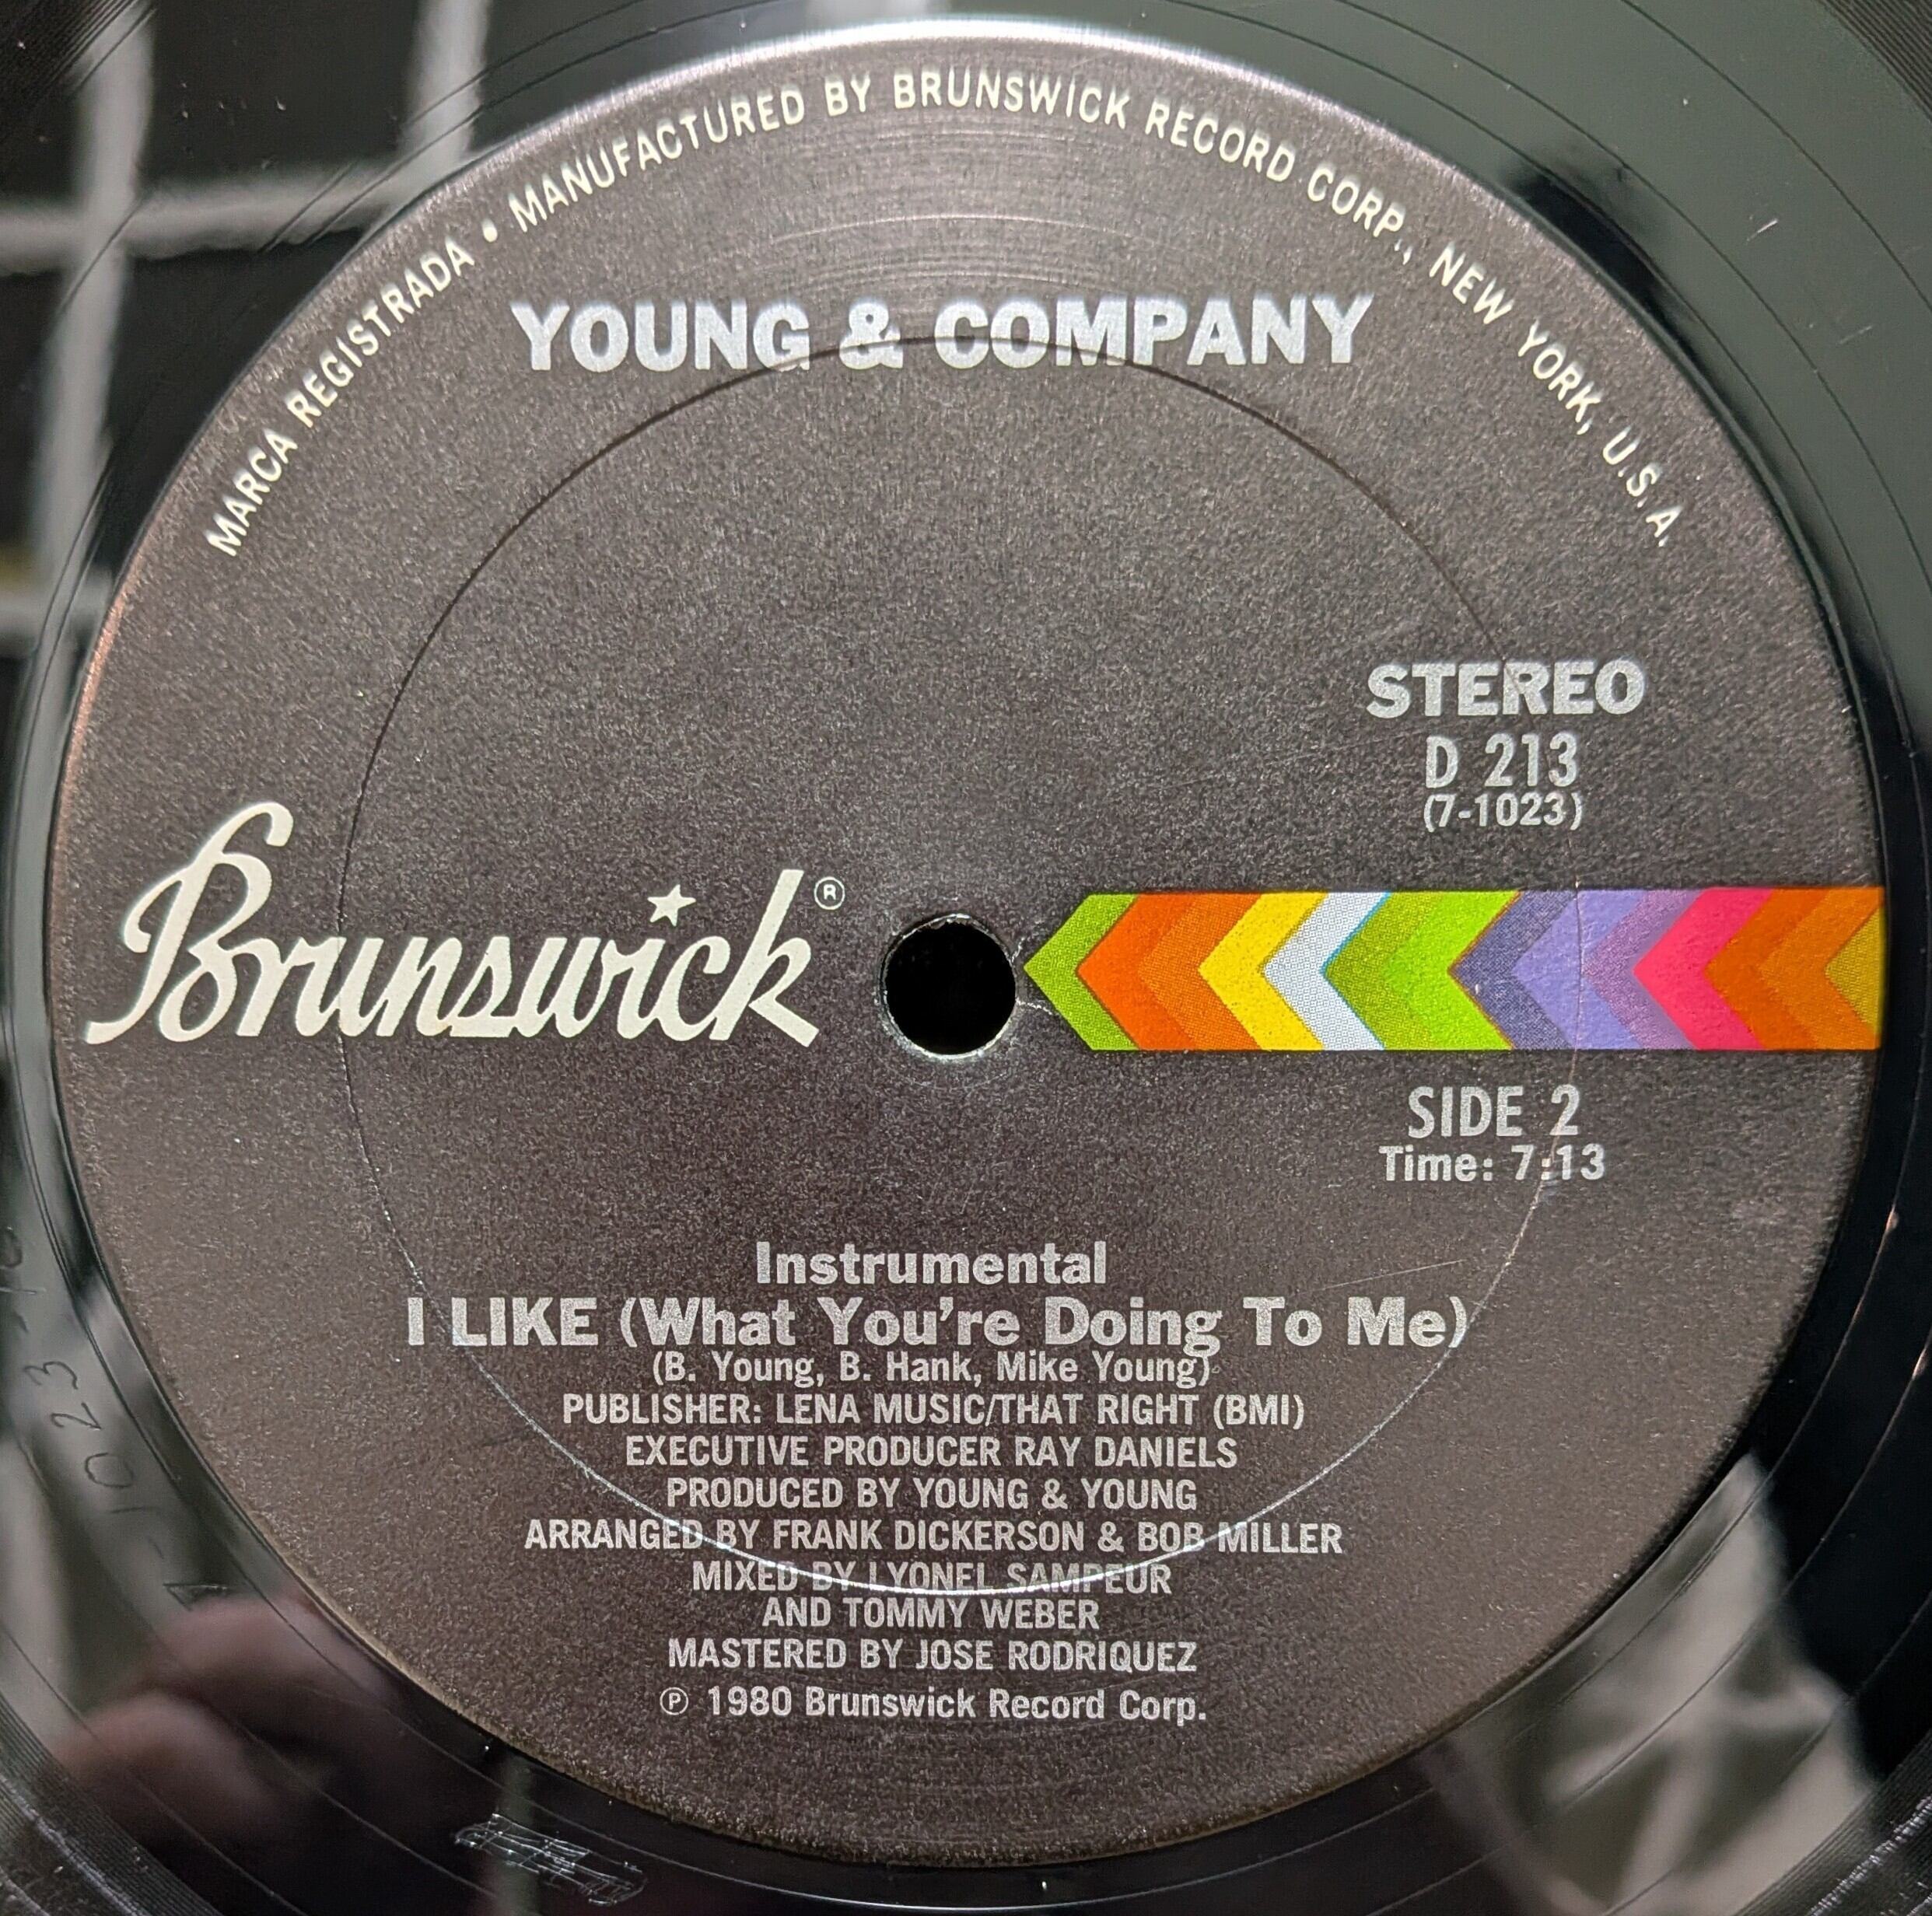 MARCA REGISTRADA • MANUFACTURED BY BRUNSWICK RECORD CORP., NEW YORK, U.S.A.
YOUNG & COMPANY
STEREO
D 213
(7-1023)
Brunswick ®
SIDE 2
Time: 7:13
Instrumental
I LIKE (What You're Doing To Me)
(B. Young, B. Hank, Mike Young)
PUBLISHER: LENA MUSIC/THAT RIGHT (BMI)
EXECUTIVE PRODUCER RAY DANIELS
PRODUCED BY YOUNG & YOUNG
ARRANGED BY FRANK DICKERSON & BOB MILLER
MIXED BY LYONEL SAMPEUR
AND TOMMY WEBER
MASTERED BY JOSE RODRIQUEZ
℗ 1980 Brunswick Record Corp.